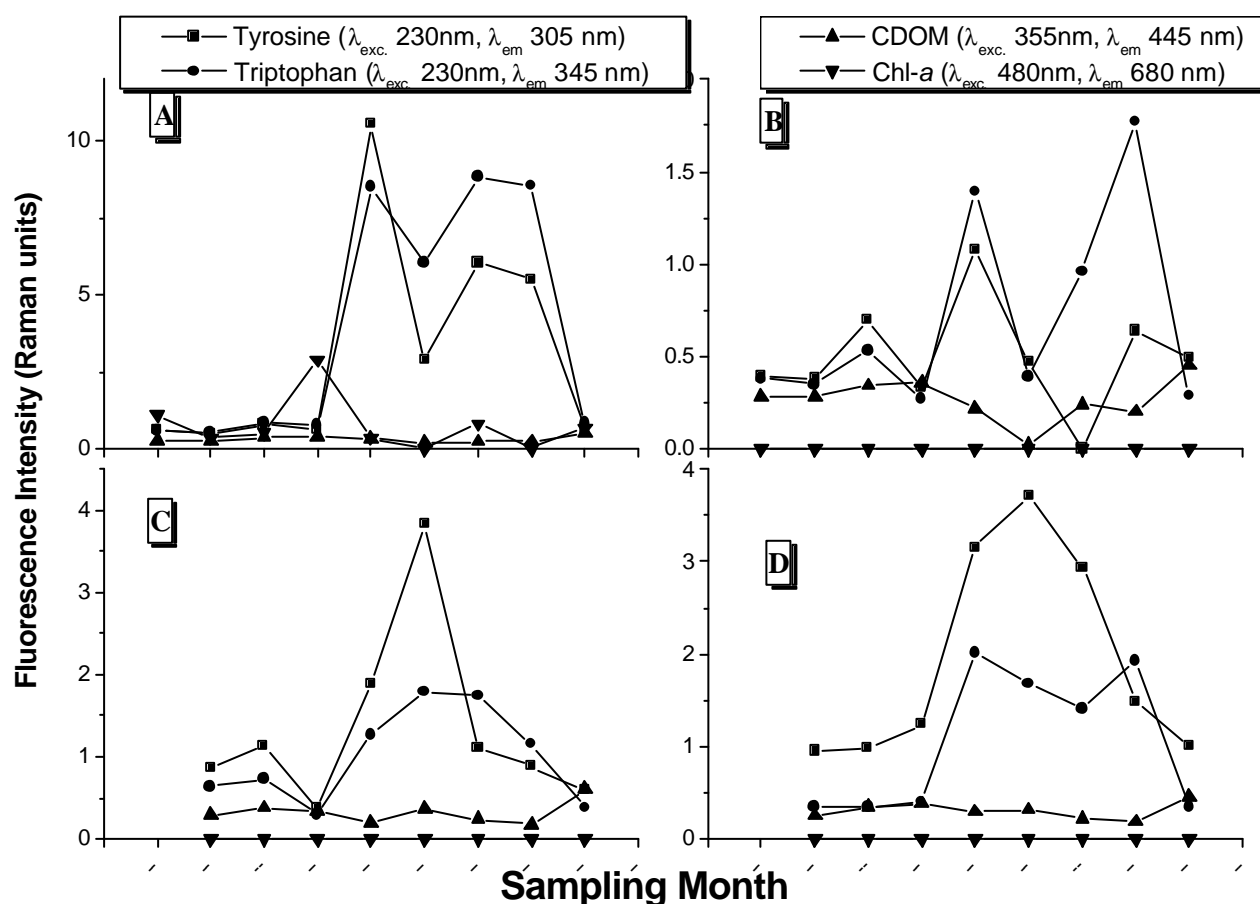 Tyrosine (λexc. 230nm, λem 305 nm)
Triptophan (λexc. 230nm, λem 345 nm)
CDOM (λexc. 355nm, λem 445 nm)
Chl-a (λexc. 480nm, λem 680 nm)
A
10
5
0
B
1.5
1.0
0.5
0.0
Fluorescence Intensity (Raman units)
C
4
3
2
1
0
D
4
3
2
1
0
Sampling Month